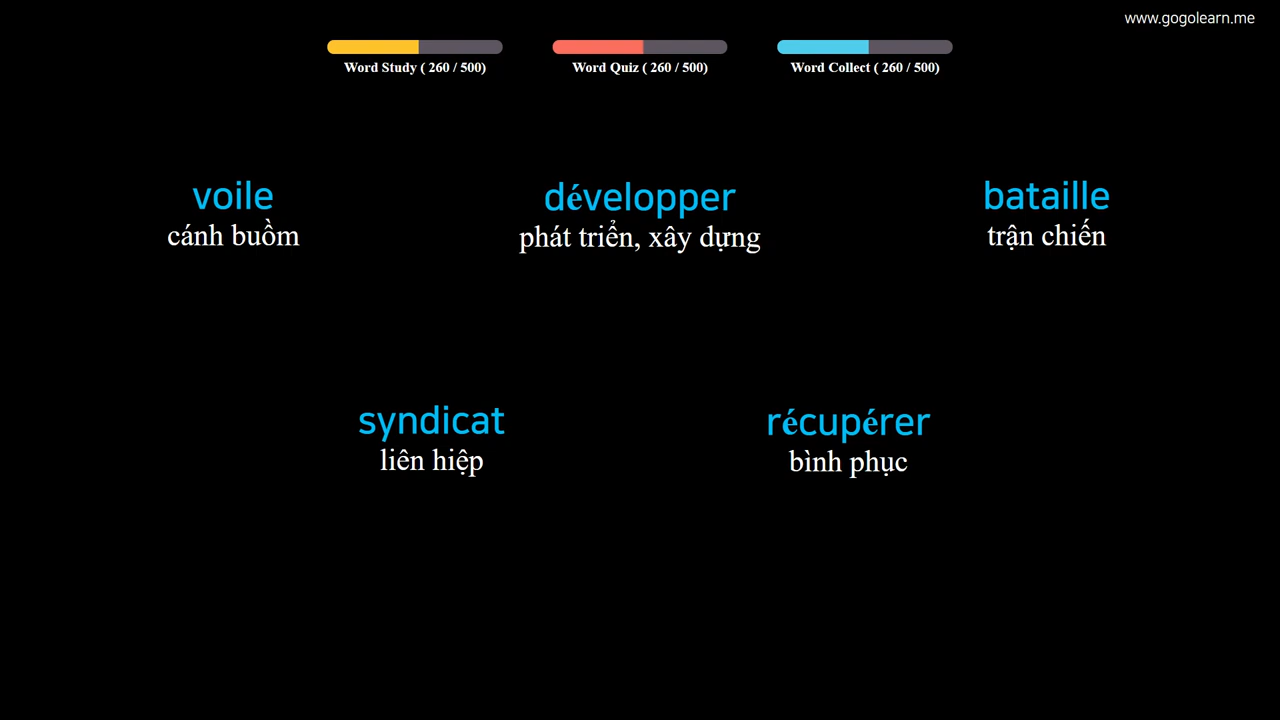 www.gogolearn.me
Word Study ( 260 / 500)
Word Quiz ( 260 / 500)
Word Collect ( 260 / 500)
voile
cánh buồm
développer
phát triển, xây dựng
bataille
trận chiến
syndicat
liên hiệp
récupérer
bình phục